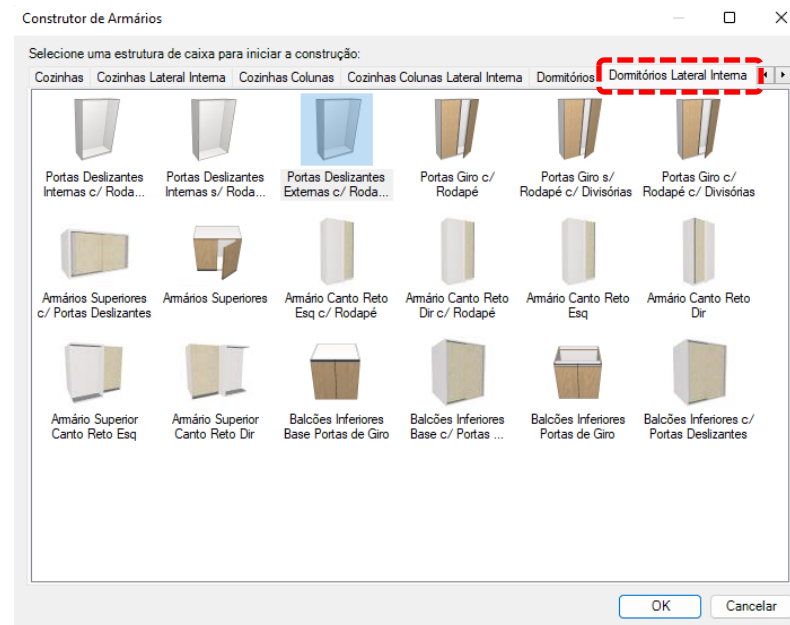 Construtor de Armários
Selecione uma estrutura de caixa para iniciar a construção:
Cozinhas Cozinhas Lateral Interna Cozinhas Colunas Cozinhas Colunas Lateral Interna Dormitórios Dormitórios Lateral Interna
Portas Deslizantes
Internas c/ Roda...
Portas Deslizantes
Internas s/ Roda...
Portas Deslizantes
Externas c/ Roda...
Portas Giro c/
Rodapé
Portas Giro s/
Rodapé c/ Divisórias
Portas Giro c/
Rodapé c/ Divisórias
Armários Superiores
c/ Portas Deslizantes
Armários Superiores
Armário Canto Reto
Esq c/ Rodapé
Armário Canto Reto
Dir c/ Rodapé
Armário Canto Reto
Esq
Armário Canto Reto
Dir
Armário Superior
Canto Reto Esq
Armário Superior
Canto Reto Dir
Balcões Inferiores
Base Portas de Giro
Balcões Inferiores
Base c/ Portas ...
Balcões Inferiores
Portas de Giro
Balcões Inferiores c/
Portas Deslizantes
OK Cancelar